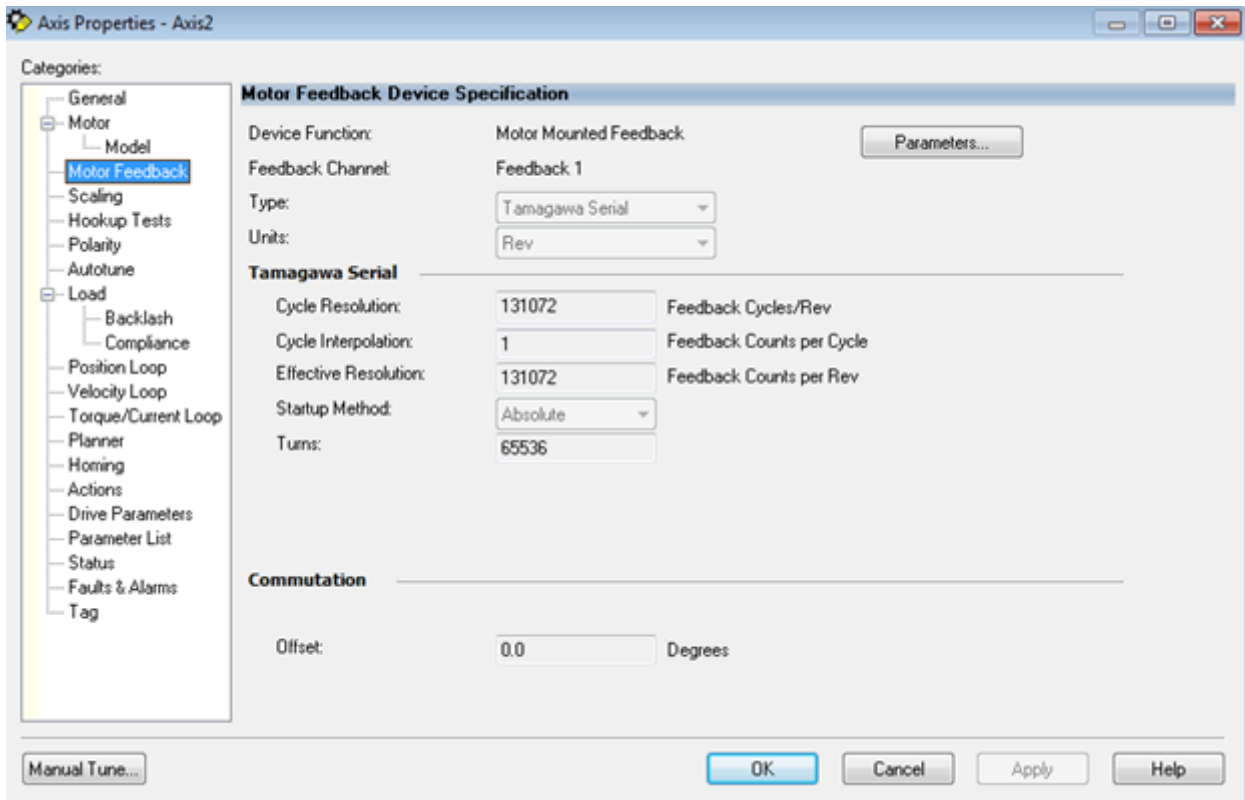 Axis Properties - Axis2
Categories:
General
Motor
Model
Motor Feedback
Scaling
Hookup Tests
Polarity
Autotune
Load
Backlash
Compliance
Position Loop
Velocity Loop
Torque/Current Loop
Planner
Homing
Actions
Drive Parameters
Parameter List
Status
Faults & Alarms
Tag
Motor Feedback Device Specification
Device Function: Motor Mounted Feedback Parameters...
Feedback Channel: Feedback 1
Type: Tamagawa Serial
Units: Rev
Tamagawa Serial
Cycle Resolution: 131072 Feedback Cycles/Rev
Cycle Interpolation: 1 Feedback Counts per Cycle
Effective Resolution: 131072 Feedback Counts per Rev
Startup Method: Absolute
Turns: 65536
Commutation
Offset: 0.0 Degrees
Manual Tune... OK Cancel Apply Help